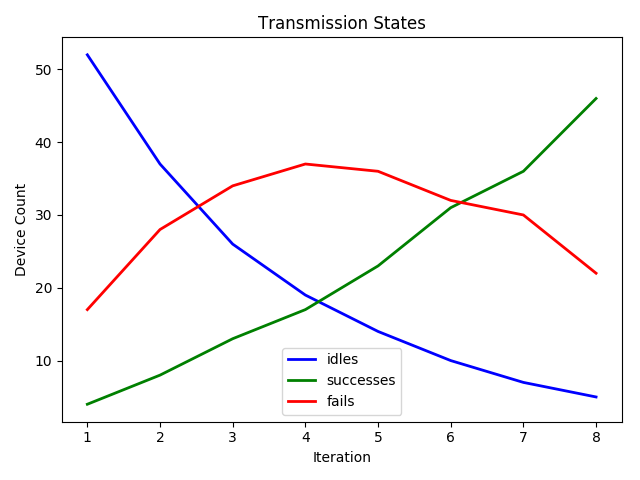 Transmission States
Device Count
50
40
30
20
10
idles
successes
fails
1 2 3 4 5 6 7 8
Iteration